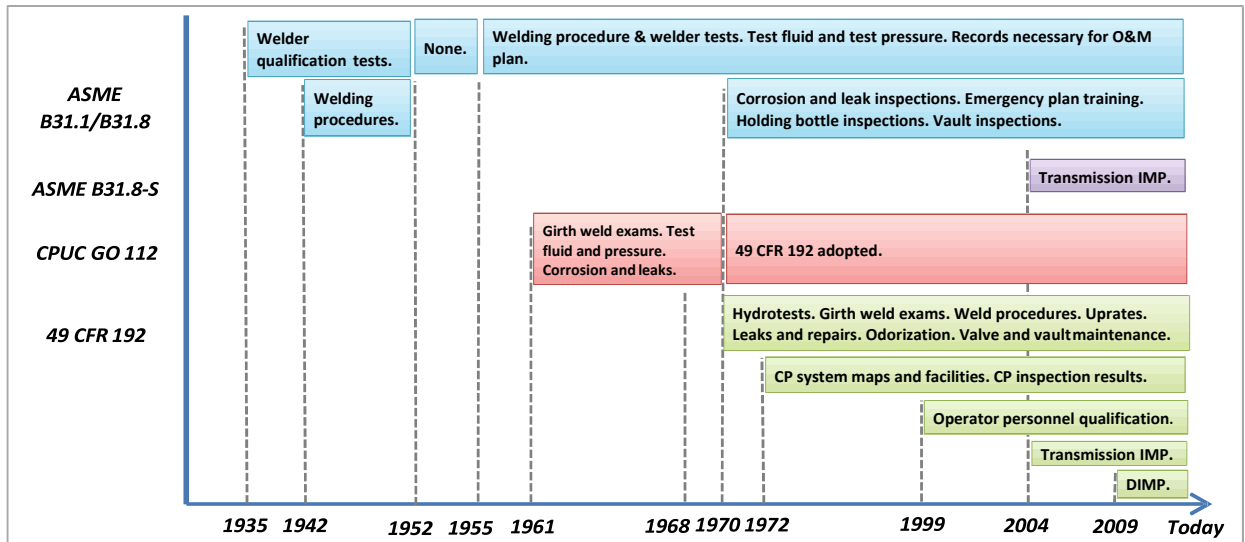 Welder
qualification tests.
None.
Welding procedure & welder tests. Test fluid and test pressure. Records necessary for O&M
plan.
ASME
B31.1/B31.8
Welding
procedures.
Corrosion and leak inspections. Emergency plan training.
Holding bottle inspections. Vault inspections.
ASME B31.8-S
Transmission IMP.
CPUC GO 112
Girth weld exams. Test
fluid and pressure.
Corrosion and leaks.
49 CFR 192 adopted.
49 CFR 192
Hydrotests. Girth weld exams. Weld procedures. Uprates.
Leaks and repairs. Odorization. Valve and vault maintenance.
CP system maps and facilities. CP inspection results.
Operator personnel qualification.
Transmission IMP.
DIMP.
1935 1942 1952 1955 1961 1968 1970 1972 1999 2004 2009 Today